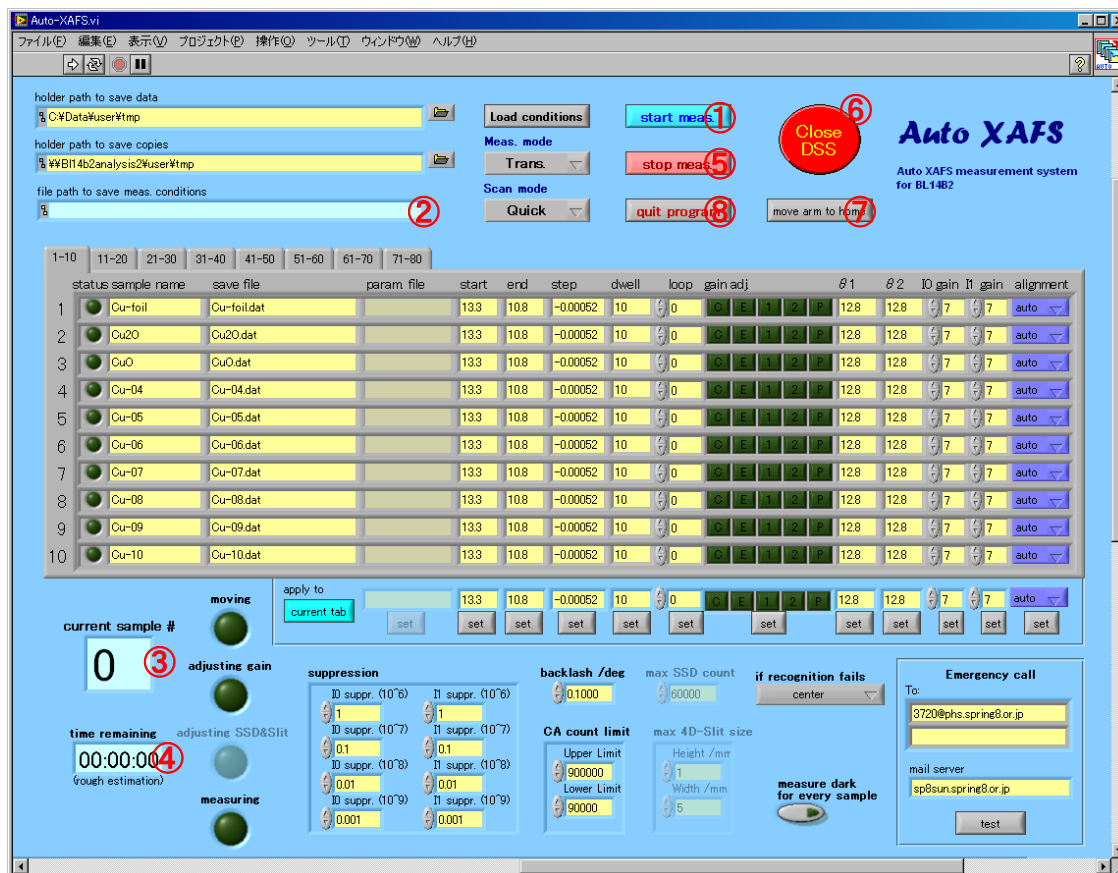 Auto-XAFS.vi
ファイル(F) 編集(E) 表示(V) プロジェクト(P) 操作(O) ツール(T) ウィンドウ(W) ヘルプ(H)
?
AUTO
holder path to save data
C:¥Data¥user¥tmp
holder path to save copies
¥¥Bl14b2analysis2¥user¥tmp
file path to save meas. conditions
②
Load conditions
Meas. mode
Trans.
Scan mode
Quick
start meas. ①
stop meas. ⑤
quit program ⑧
Close DSS ⑥
move arm to home ⑦
Auto XAFS
Auto XAFS measurement system
for BL14B2
1-10 11-20 21-30 31-40 41-50 51-60 61-70 71-80
status sample name save file param. file start end step dwell loop gain adj. θ1 θ2 I0 gain I1 gain alignment
1 Cu-foil Cu-foil.dat 13.3 10.8 -0.00052 10 0 C E 1 2 P 12.8 12.8 7 7 auto
2 Cu2O Cu2O.dat 13.3 10.8 -0.00052 10 0 C E 1 2 P 12.8 12.8 7 7 auto
3 CuO CuO.dat 13.3 10.8 -0.00052 10 0 C E 1 2 P 12.8 12.8 7 7 auto
4 Cu-04 Cu-04.dat 13.3 10.8 -0.00052 10 0 C E 1 2 P 12.8 12.8 7 7 auto
5 Cu-05 Cu-05.dat 13.3 10.8 -0.00052 10 0 C E 1 2 P 12.8 12.8 7 7 auto
6 Cu-06 Cu-06.dat 13.3 10.8 -0.00052 10 0 C E 1 2 P 12.8 12.8 7 7 auto
7 Cu-07 Cu-07.dat 13.3 10.8 -0.00052 10 0 C E 1 2 P 12.8 12.8 7 7 auto
8 Cu-08 Cu-08.dat 13.3 10.8 -0.00052 10 0 C E 1 2 P 12.8 12.8 7 7 auto
9 Cu-09 Cu-09.dat 13.3 10.8 -0.00052 10 0 C E 1 2 P 12.8 12.8 7 7 auto
10 Cu-10 Cu-10.dat 13.3 10.8 -0.00052 10 0 C E 1 2 P 12.8 12.8 7 7 auto
apply to
current tab 13.3 10.8 -0.00052 10 0 C E 1 2 P 12.8 12.8 7 7 auto
set set set set set set set set set set set set
current sample #
0 ③
time remaining
00:00:00 ④
(rough estimation)
moving
adjusting gain
adjusting SSD&Slit
measuring
suppression
I0 suppr. (10^6) I1 suppr. (10^6)
1 1
I0 suppr. (10^7) I1 suppr. (10^7)
0.1 0.1
I0 suppr. (10^8) I1 suppr. (10^8)
0.01 0.01
I0 suppr. (10^9) I1 suppr. (10^9)
0.001 0.001
backlash /deg
0.1000
CA count limit
Upper Limit
900000
Lower Limit
90000
max SSD count
60000
max 4D-Slit size
Height /mm
1
Width /mm
5
if recognition fails
center
measure dark
for every sample
Emergency call
To:
3720@phs.spring8.or.jp
mail server
sp8sun.spring8.or.jp
test